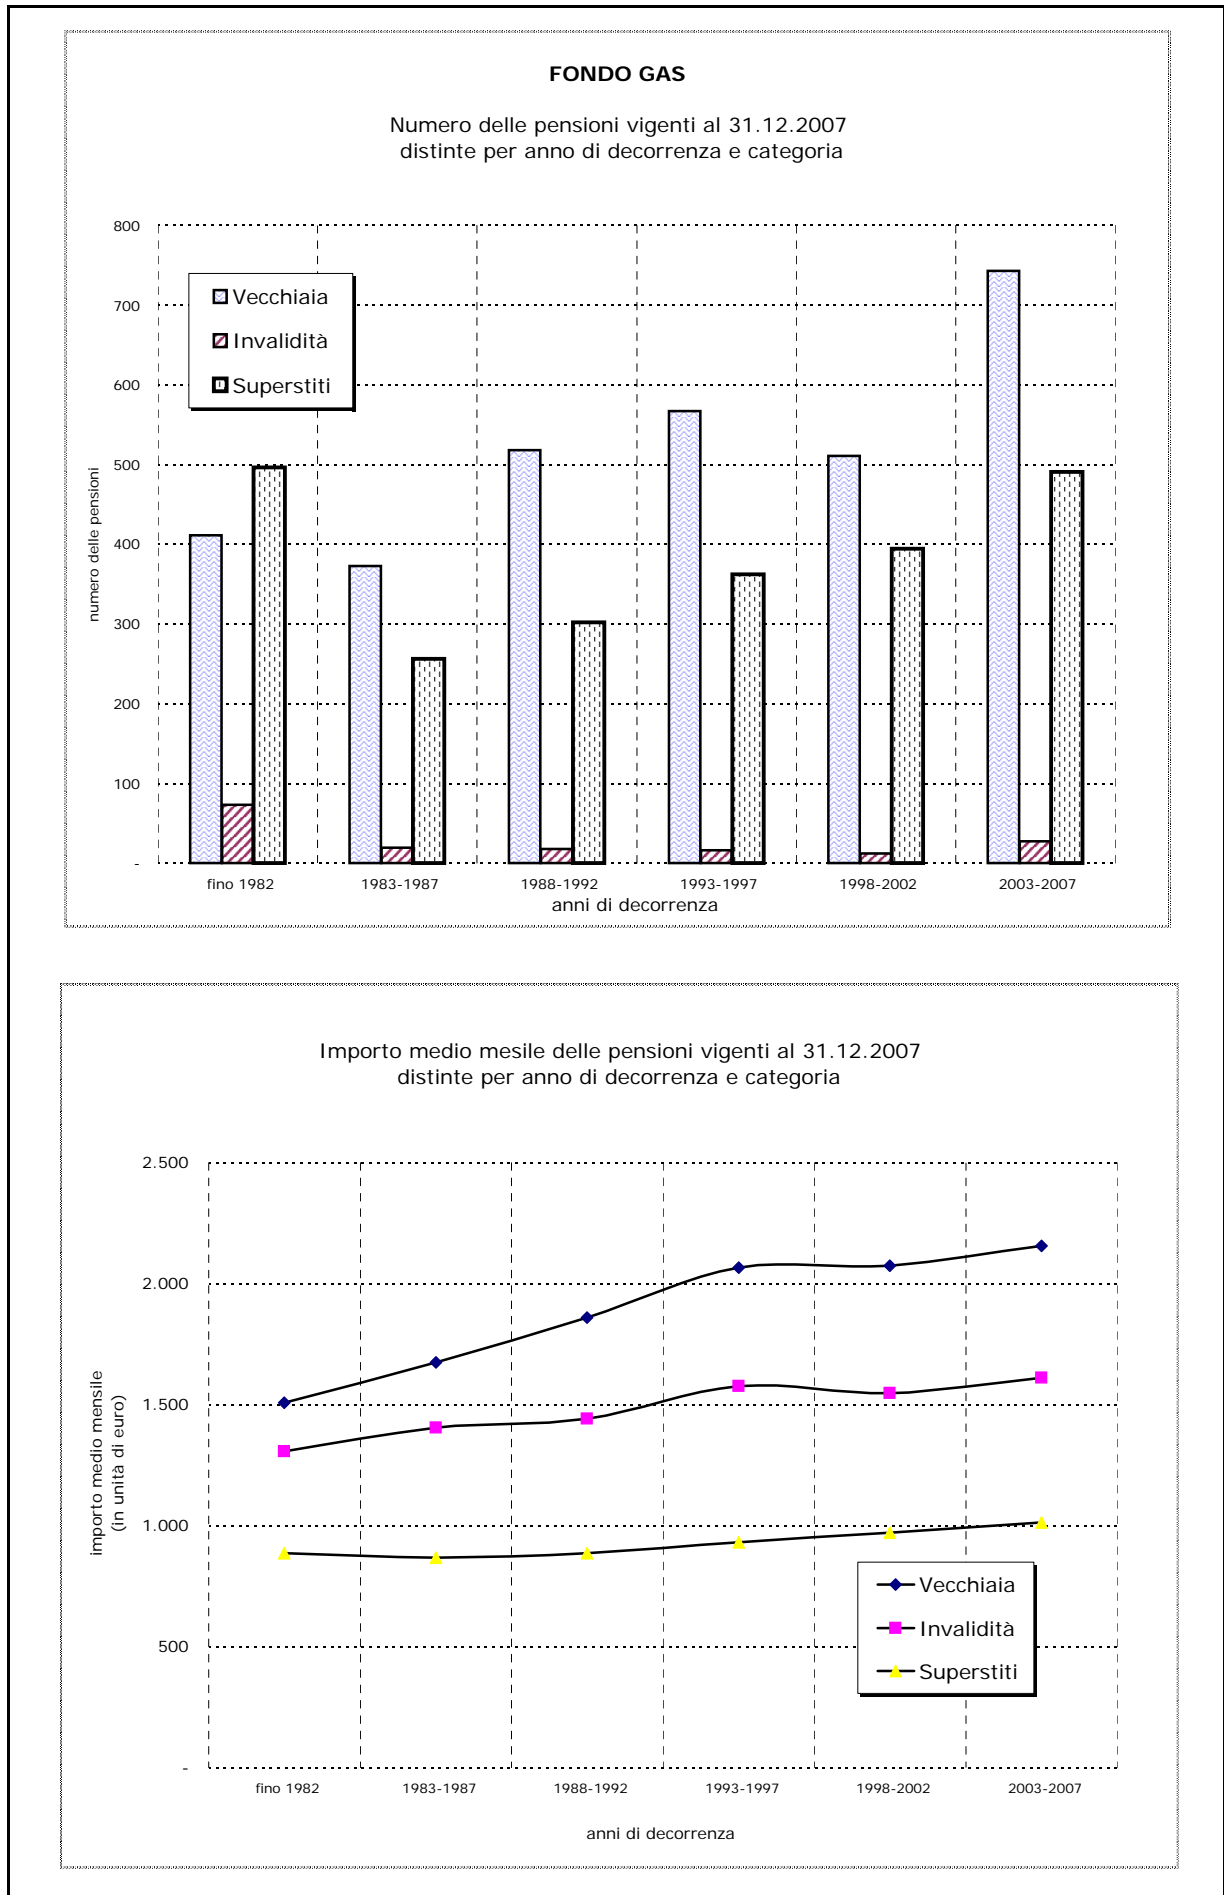 FONDO GAS
Numero delle pensioni vigenti al 31.12.2007
distinte per anno di decorrenza e categoria
800
700
600
500
400
300
200
100
-
numero delle pensioni
Vecchiaia
Invalidità
Superstiti
fino 1982
1983-1987
1988-1992
1993-1997
1998-2002
2003-2007
anni di decorrenza
Importo medio mesile delle pensioni vigenti al 31.12.2007
distinte per anno di decorrenza e categoria
2.500
2.000
1.500
1.000
500
-
importo medio mensile
(in unità di euro)
Vecchiaia
Invalidità
Superstiti
fino 1982
1983-1987
1988-1992
1993-1997
1998-2002
2003-2007
anni di decorrenza